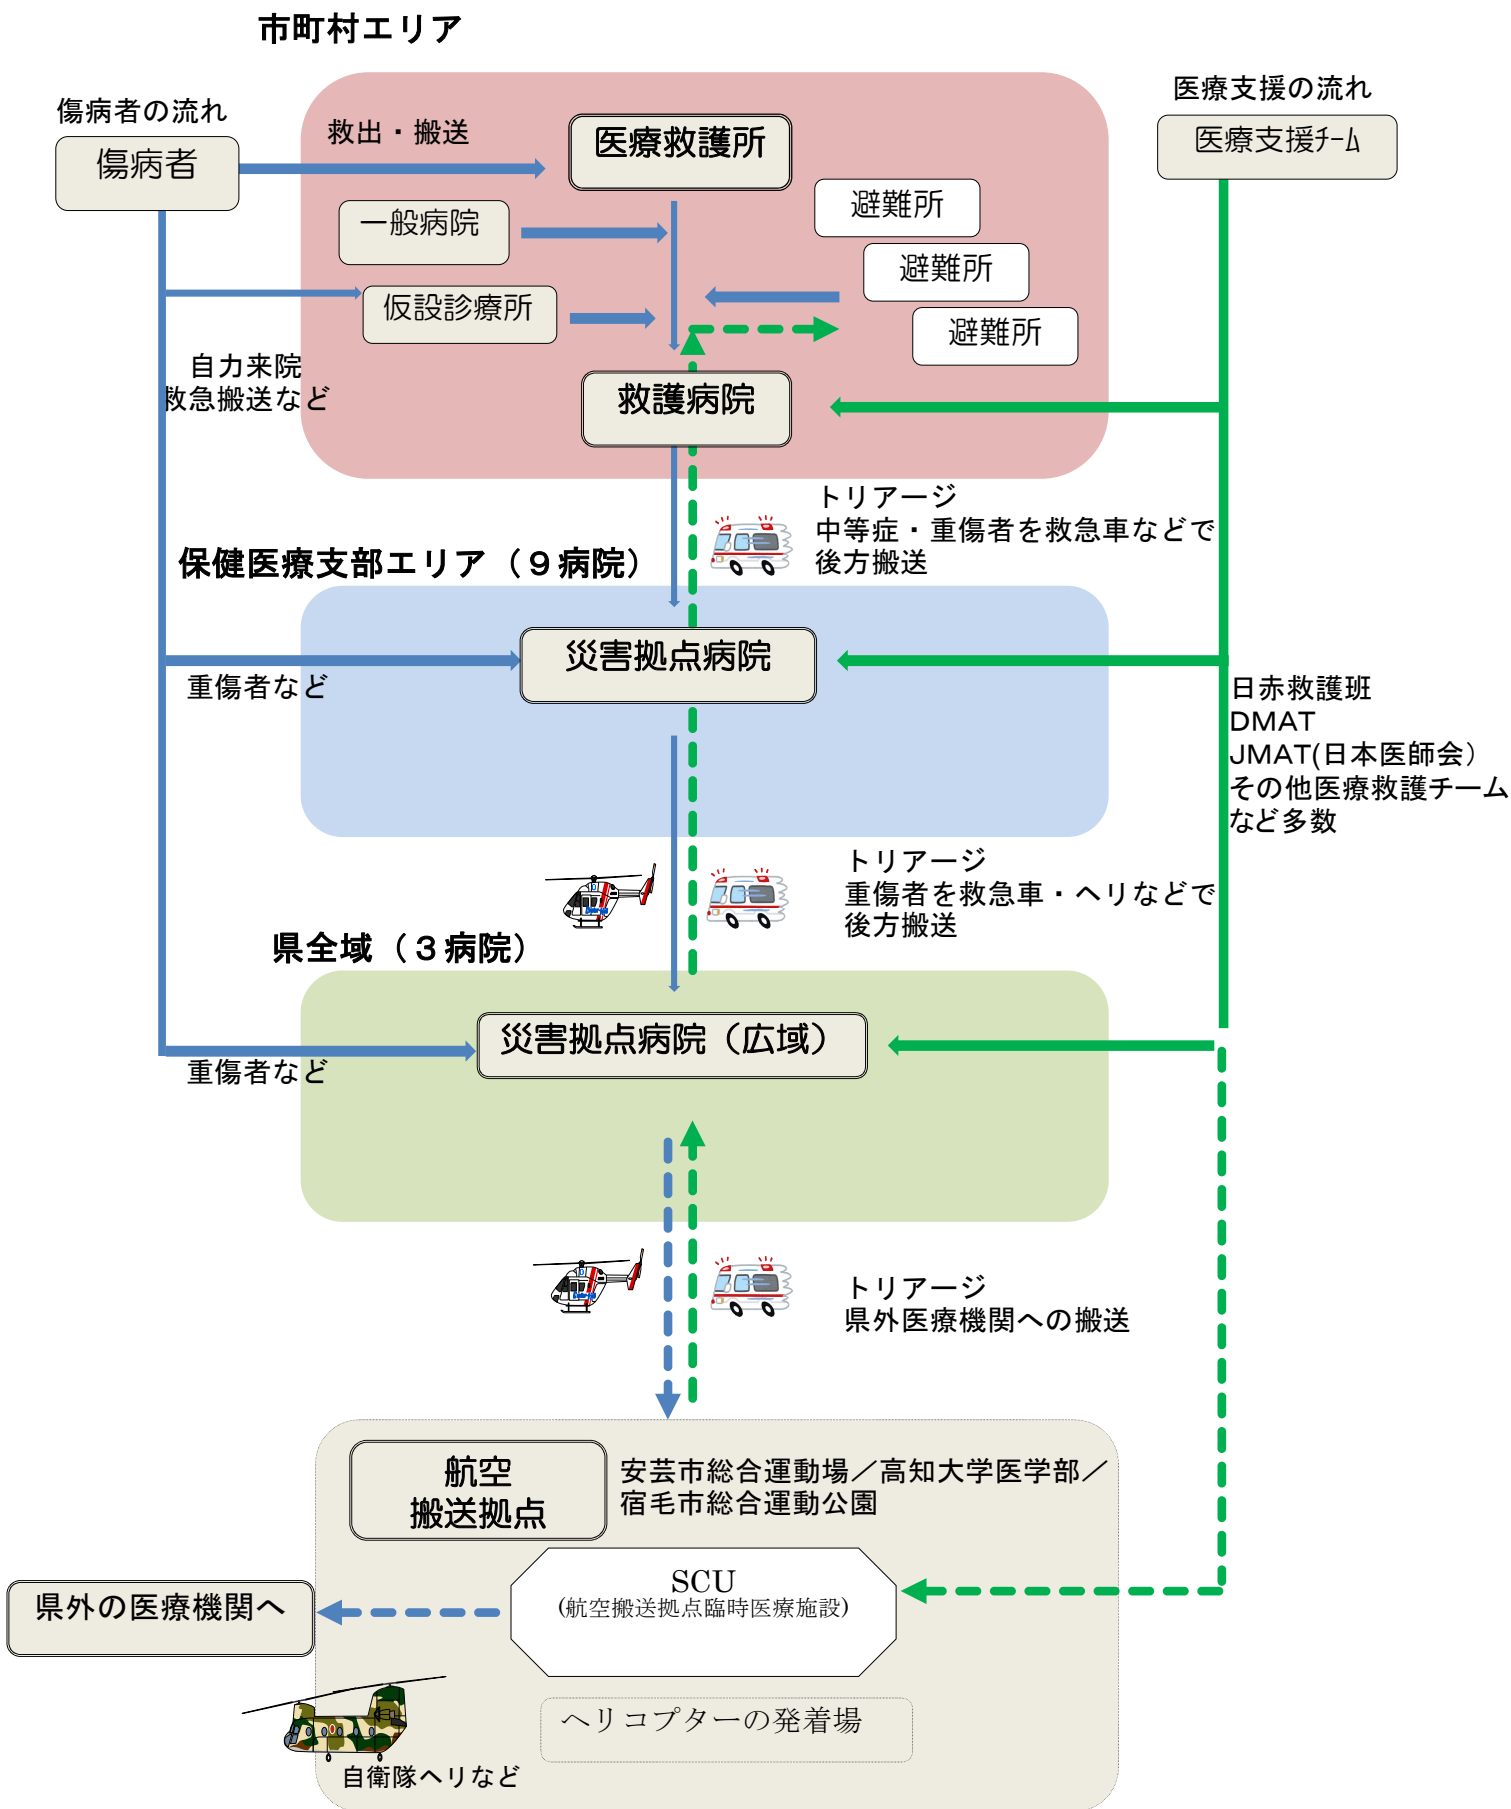 市町村エリア
傷病者の流れ
傷病者
救出・搬送
医療救護所
医療支援の流れ
医療支援ﾁｰﾑ
一般病院
避難所
避難所
避難所
仮設診療所
自力来院
救急搬送など
救護病院
トリアージ
中等症・重傷者を救急車などで
後方搬送
保健医療支部エリア（９病院）
災害拠点病院
重傷者など
日赤救護班
DMAT
JMAT(日本医師会）
その他医療救護チーム
など多数
トリアージ
重傷者を救急車・ヘリなどで
後方搬送
県全域（３病院）
災害拠点病院（広域）
重傷者など
トリアージ
県外医療機関への搬送
航空
搬送拠点
安芸市総合運動場／高知大学医学部／
宿毛市総合運動公園
SCU
(航空搬送拠点臨時医療施設)
県外の医療機関へ
ヘリコプターの発着場
自衛隊ヘリなど